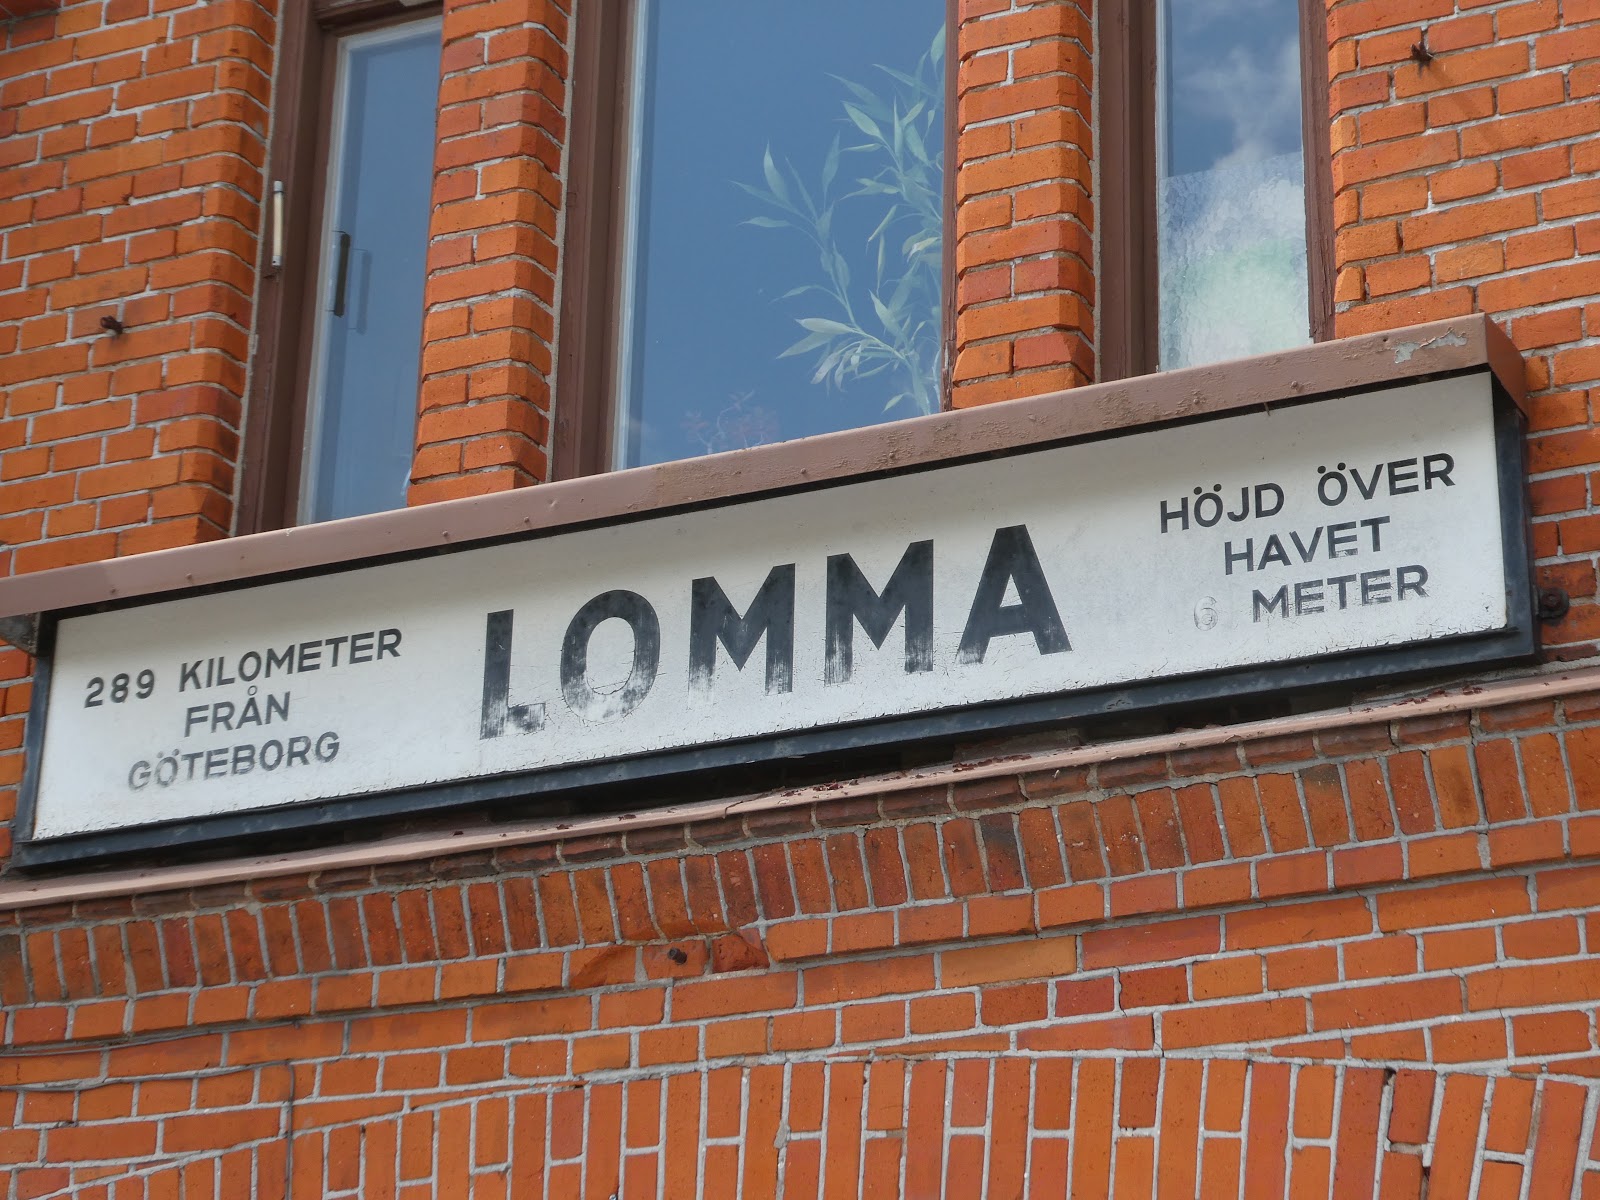 289 KILOMETER
FRÅN
GÖTEBORG
LOMMA
HÖJD ÖVER
HAVET
6 METER